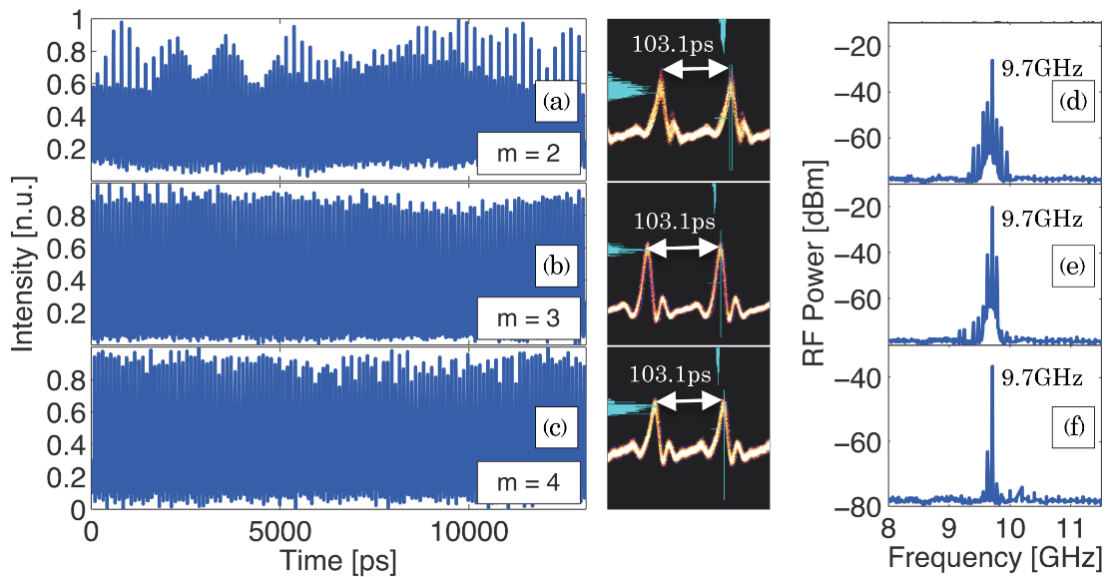 Intensity [n.u.]
1
0.8
0.6
0.4
0.2
(a)
m = 2
0.8
0.6
0.4
0.2
(b)
m = 3
0.8
0.6
0.4
0.2
0
(c)
m = 4
0
5000
10000
Time [ps]
103.1ps
103.1ps
103.1ps
RF Power [dBm]
−20
−40
−60
9.7GHz
(d)
−20
−40
−60
9.7GHz
(e)
−40
−60
−80
9.7GHz
(f)
8
9
10
11
Frequency [GHz]